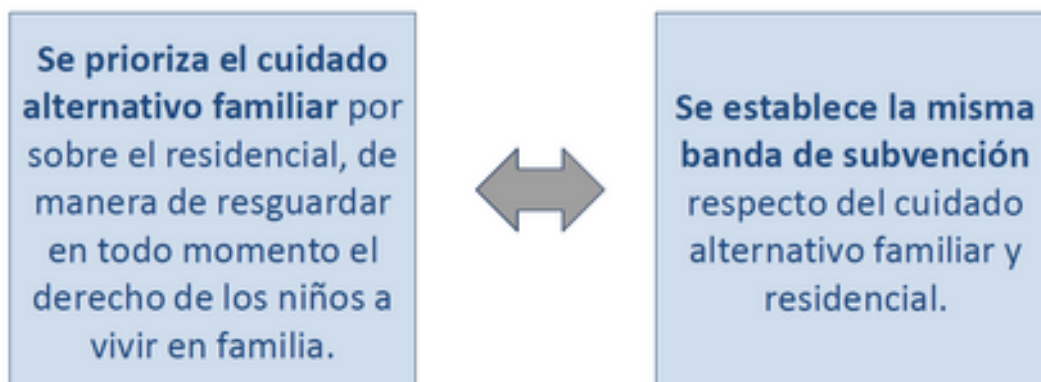 Se prioriza el cuidado
alternativo familiar por
sobre el residencial, de
manera de resguardar
en todo momento el
derecho de los niños a
vivir en familia.
Se establece la misma
banda de subvención
respecto del cuidado
alternativo familiar y
residencial.